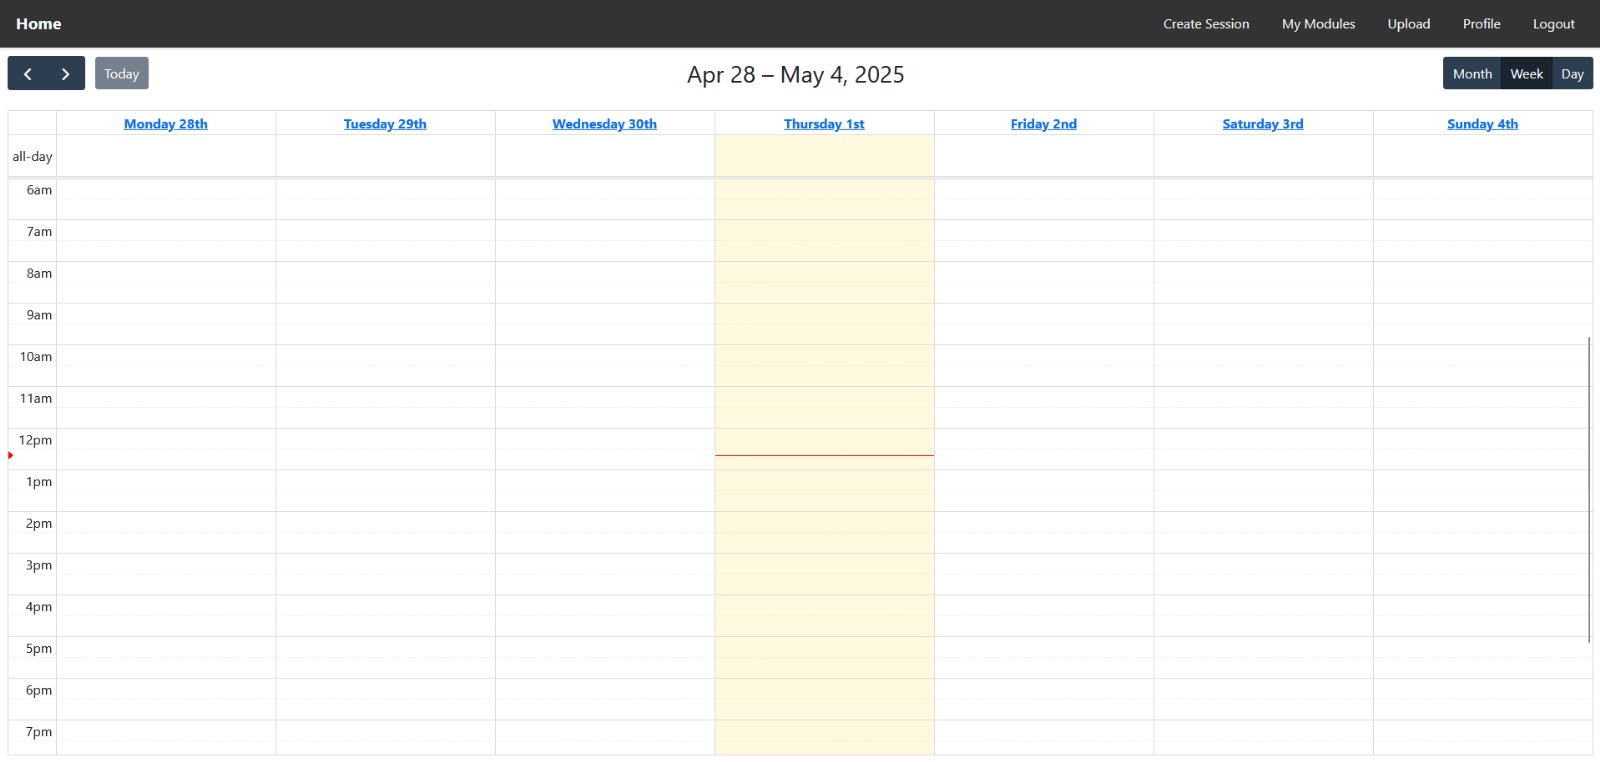 Home Create Session My Modules Upload Profile Logout
Today Apr 28 – May 4, 2025 Month Week Day
Monday 28th Tuesday 29th Wednesday 30th Thursday 1st Friday 2nd Saturday 3rd Sunday 4th
all-day
6am
7am
8am
9am
10am
11am
12pm
1pm
2pm
3pm
4pm
5pm
6pm
7pm